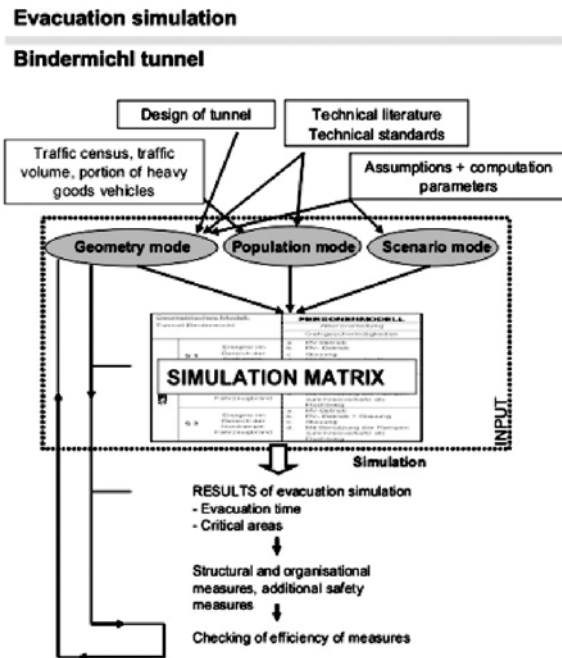 Evacuation simulation
Bindermichl tunnel
Design of tunnel
Technical literature
Technical standards
Traffic census, traffic
volume, portion of heavy
goods vehicles
Assumptions + computation
parameters
Geometry mode
Population mode
Scenario mode
PERSONENMODELL
SIMULATION MATRIX
INPUT
Simulation
RESULTS of evacuation simulation
- Evacuation time
- Critical areas
Structural and organisational
measures, additional safety
measures
Checking of efficiency of measures